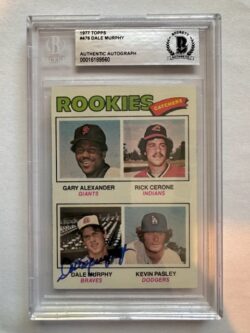 1977 TOPPS
#476 DALE MURPHY
AUTHENTIC AUTOGRAPH
BECKETT
ROOKIES
CATCHERS
GARY ALEXANDER
GIANTS
RICK CERONE
INDIANS
DALE MURPHY
BRAVES
KEVIN PASLEY
DODGERS